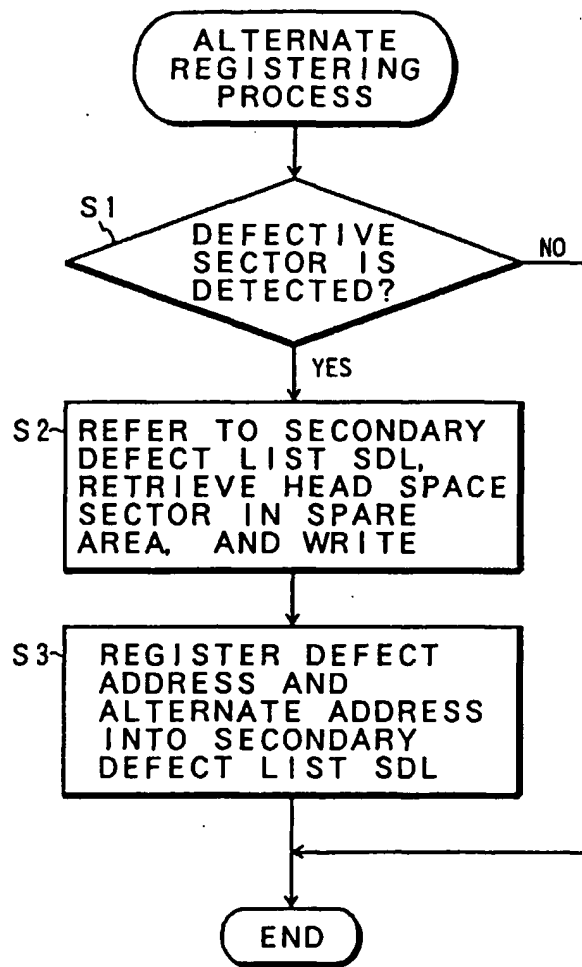 ALTERNATE
REGISTERING
PROCESS
S1
DEFECTIVE
SECTOR IS
DETECTED?
NO
YES
S2
REFER TO SECONDARY
DEFECT LIST SDL,
RETRIEVE HEAD SPACE
SECTOR IN SPARE
AREA, AND WRITE
S3
REGISTER DEFECT
ADDRESS AND
ALTERNATE ADDRESS
INTO SECONDARY
DEFECT LIST SDL
END